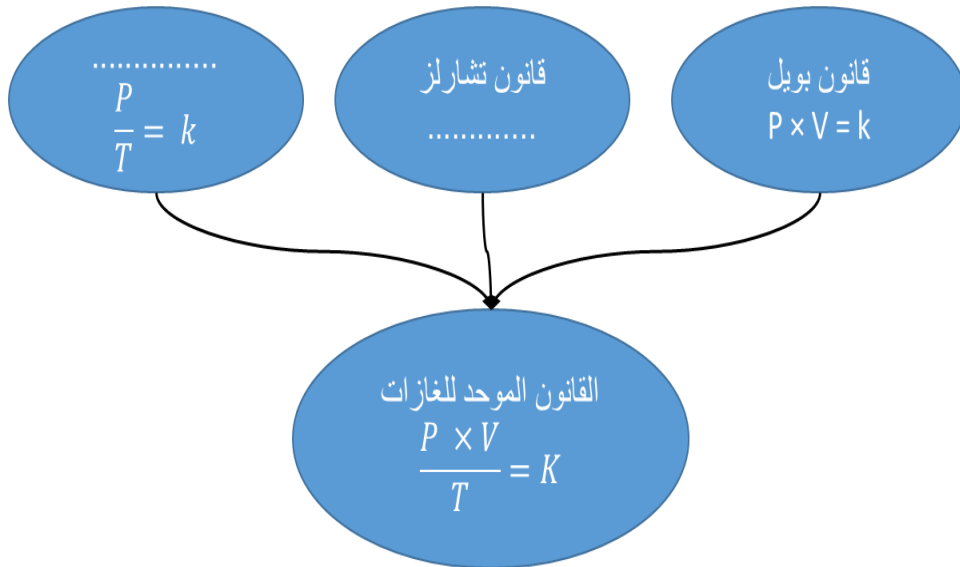 قانون بويل
P × V = k
قانون تشارلز
.............
...............
P/T = k
القانون الموحد للغازات
P × V / T = K